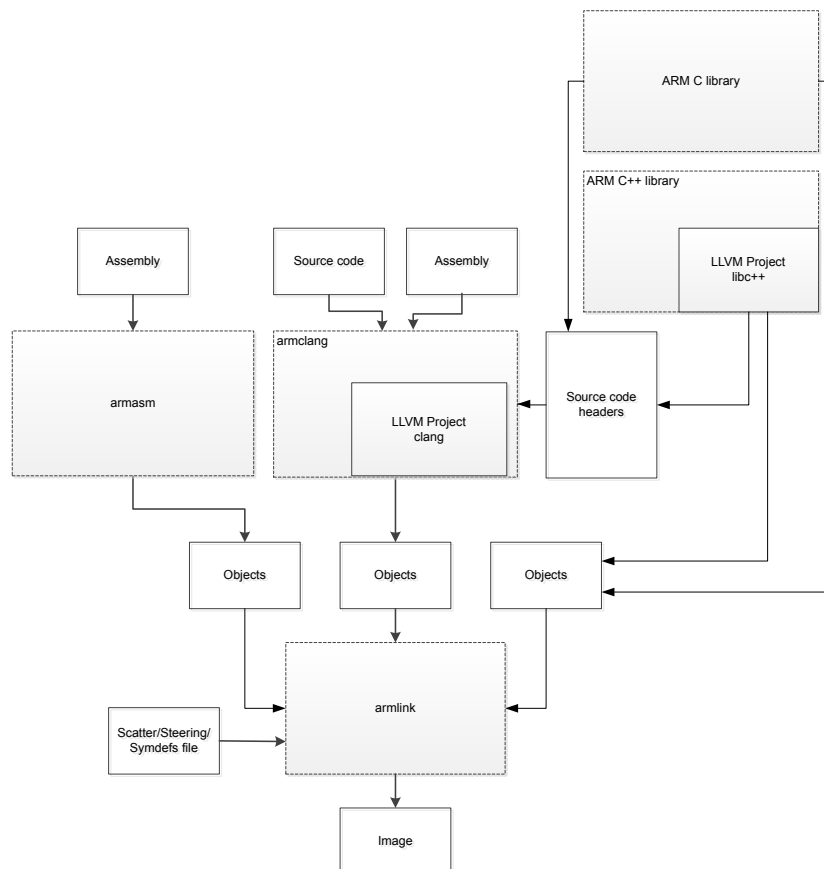 ARM C library
ARM C++ library
LLVM Project
libc++
Assembly
Source code
Assembly
armclang
armasm
LLVM Project
clang
Source code
headers
Objects
Objects
Objects
armlink
Scatter/Steering/
Symdefs file
Image